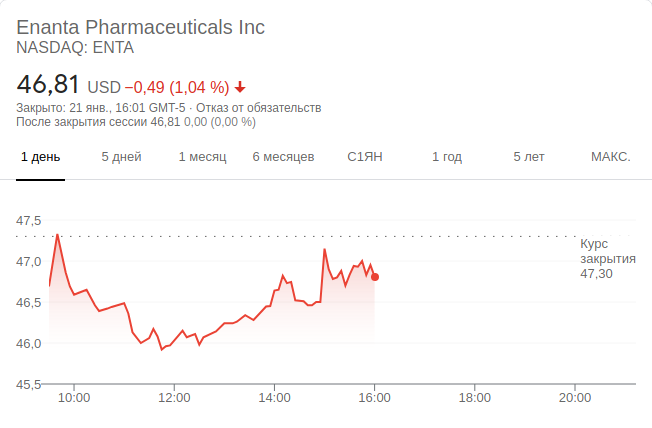 Enanta Pharmaceuticals Inc
NASDAQ: ENTA
46,81 USD −0,49 (1,04 %)
Закрыто: 21 янв., 16:01 GMT-5 · Отказ от обязательств
После закрытия сессии 46,81 0,00 (0,00 %)
1 день 5 дней 1 месяц 6 месяцев С1ЯН 1 год 5 лет МАКС.
47,5
Курс
закрытия
47,30
47,0
46,5
46,0
45,5
10:00 12:00 14:00 16:00 18:00 20:00